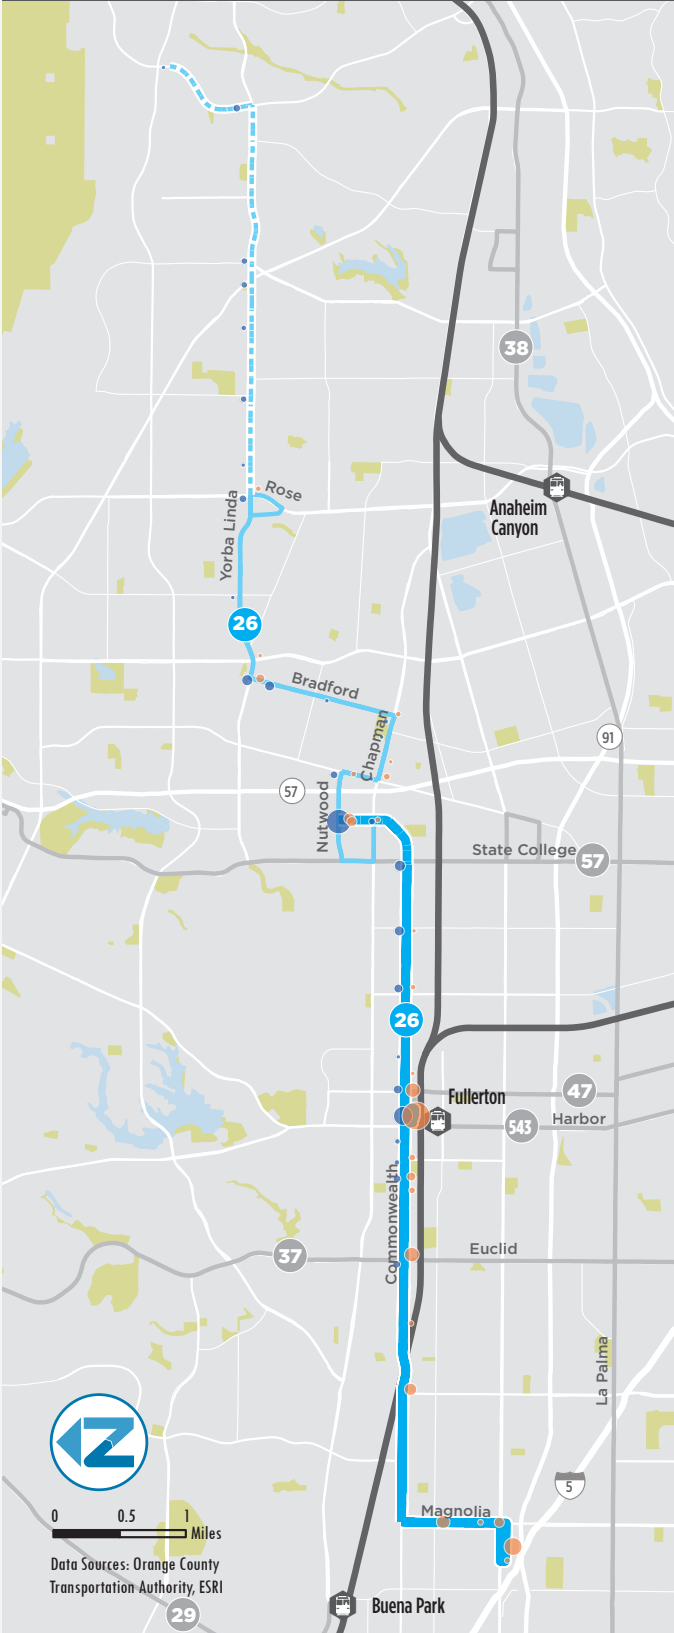 38
Anaheim
Canyon
Rose
Yorba Linda
26
Bradford
Chapman
91
57
Nutwood
State College
57
26
Fullerton
47
543
Harbor
Commonwealth
37
Euclid
La Palma
Z
5
0 0.5 1
Miles
Magnolia
Data Sources: Orange County
Transportation Authority, ESRI
29
Buena Park